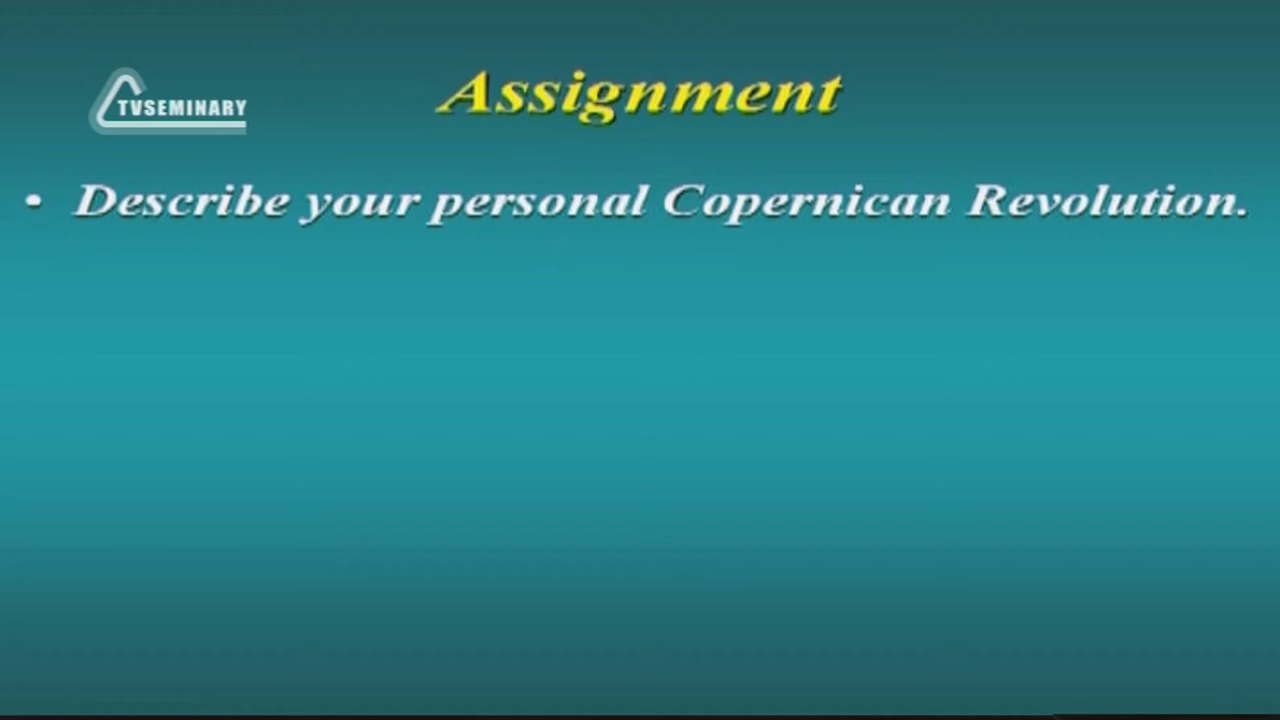 Assignment
TVSEMINARY
• Describe your personal Copernican Revolution.